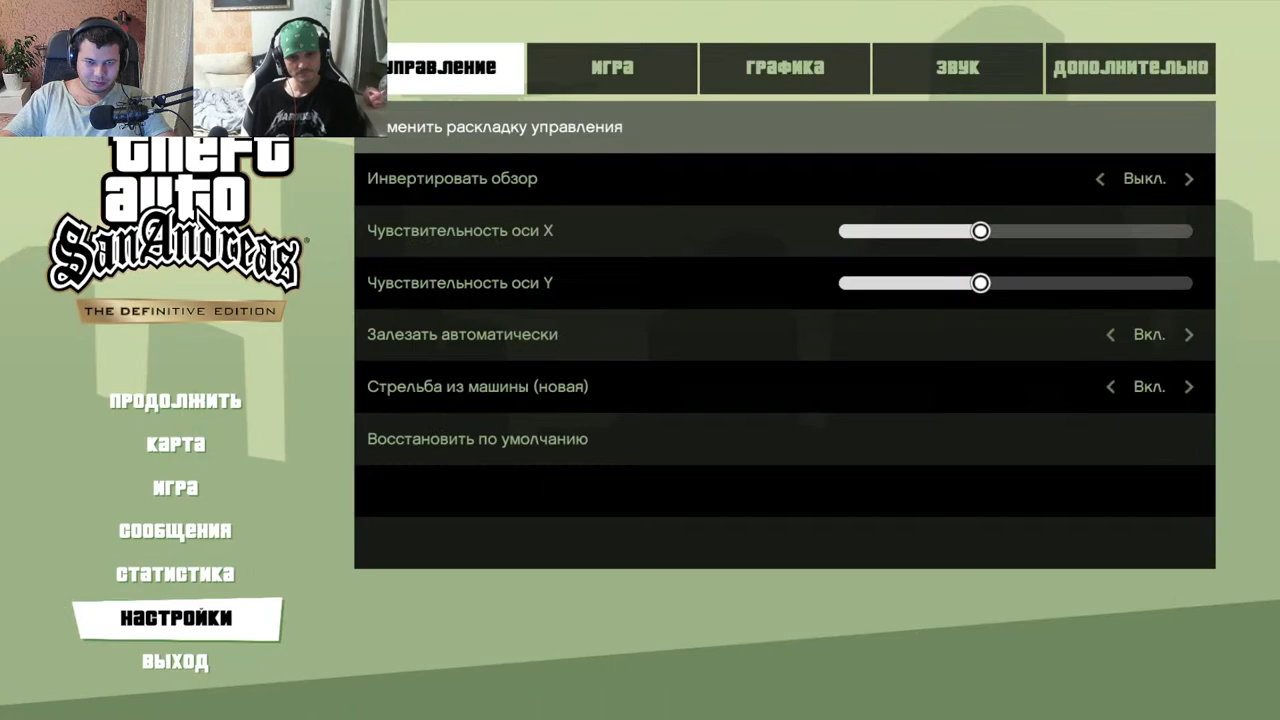 управление
игра
графика
звук
дополнительно
менить раскладку управления
theft
auto
San Andreas
THE DEFINITIVE EDITION
Инвертировать обзор
Выкл.
Чувствительность оси X
Чувствительность оси Y
Залезать автоматически
Вкл.
Стрельба из машины (новая)
Вкл.
Восстановить по умолчанию
продолжить
карта
игра
сообщения
статистика
настройки
выход